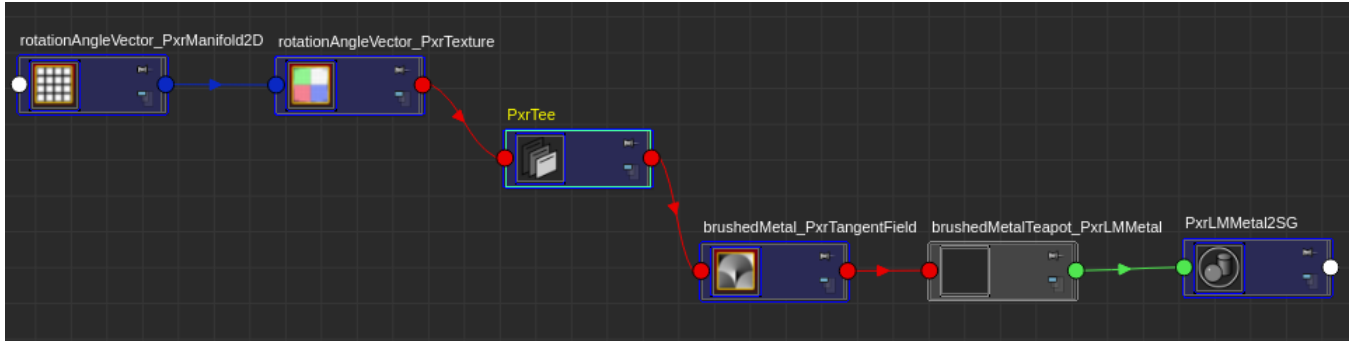 rotationAngleVector_PxrManifold2D
rotationAngleVector_PxrTexture
PxrTee
brushedMetal_PxrTangentField
brushedMetalTeapot_PxrLMMetal
PxrLMMetal2SG